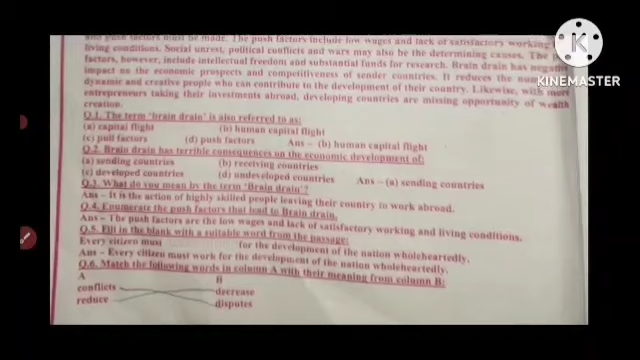 and push factors must be made. The push factors include low wages and lack of satisfactory working
living conditions. Social unrest, political conflicts and wars may also be the determining causes. The
factors, however, include intellectual freedom and substantial funds for research. Brain drain has
impact on the economic prospects and competitiveness of sender countries. It reduces the
dynamic and creative people who can contribute to the development of their country. Likewise, with
entrepreneurs taking their investments abroad, developing countries are missing opportunity of wealth
creation.
Q.1. The term 'brain drain' is also referred to as:
(a) capital flight (b) human capital flight
(c) pull factors (d) push factors Ans – (b) human capital flight
Q.2. Brain drain has terrible consequences on the economic development of:
(a) sending countries (b) receiving countries
(c) developed countries (d) undeveloped countries Ans – (a) sending countries
Q.3. What do you mean by the term 'Brain drain'?
Ans – It is the action of highly skilled people leaving their country to work abroad.
Q.4. Enumerate the push factors that lead to Brain drain.
Ans – The push factors are the low wages and lack of satisfactory working and living conditions.
Q.5. Fill in the blank with a suitable word from the passage:
Every citizen must for the development of the nation wholeheartedly.
Ans – Every citizen must work for the development of the nation wholeheartedly.
Q.6. Match the following words in column A with their meaning from column B:
A B
conflicts decrease
reduce disputes
K
KINEMASTER